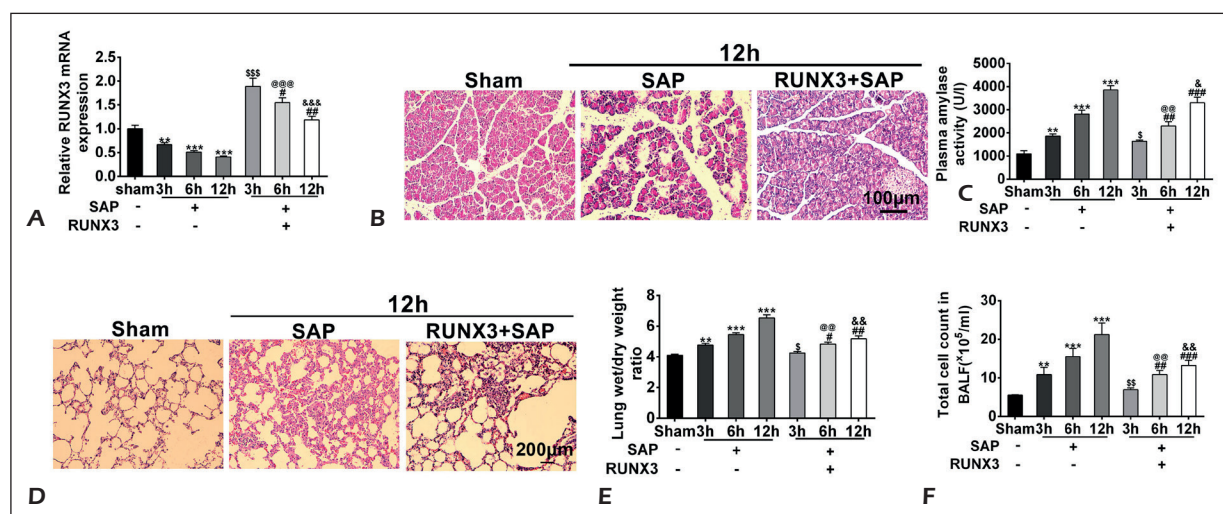 Relative RUNX3 mRNA
expression
2.5
2.0
1.5
1.0
0.5
0.0
** *** *** $$$ @@@ # &&& ##
sham 3h 6h 12h 3h 6h 12h
SAP - + +
RUNX3 - - +
A
12h
Sham SAP RUNX3+SAP
100μm
B
Plasma amylase
activity (U/l)
5000
4000
3000
2000
1000
** *** *** $ @@ ## & ###
Sham 3h 6h 12h 3h 6h 12h
SAP - + +
RUNX3 - - +
C
12h
Sham SAP RUNX3+SAP
200μm
D
Lung wet/dry weight
ratio
8
6
4
2
0
** *** *** $ @@ # && ##
Sham 3h 6h 12h 3h 6h 12h
SAP - + +
RUNX3 - - +
E
Total cell count in
BALF(^10⁵/ml)
30
20
10
0
** *** *** $$ @@ ## && ###
Sham 3h 6h 12h 3h 6h 12h
SAP - + +
RUNX3 - - +
F